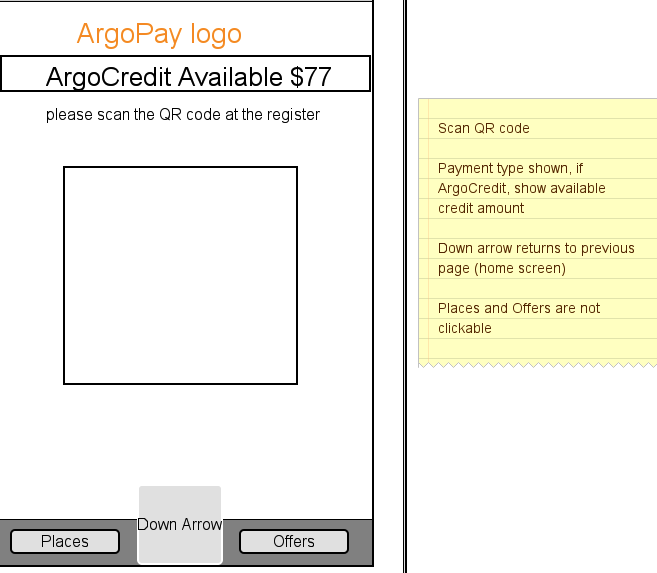 ArgoPay logo
ArgoCredit Available $77
please scan the QR code at the register
Places
Down Arrow
Offers
Scan QR code
Payment type shown, if
ArgoCredit, show available
credit amount
Down arrow returns to previous
page (home screen)
Places and Offers are not
clickable